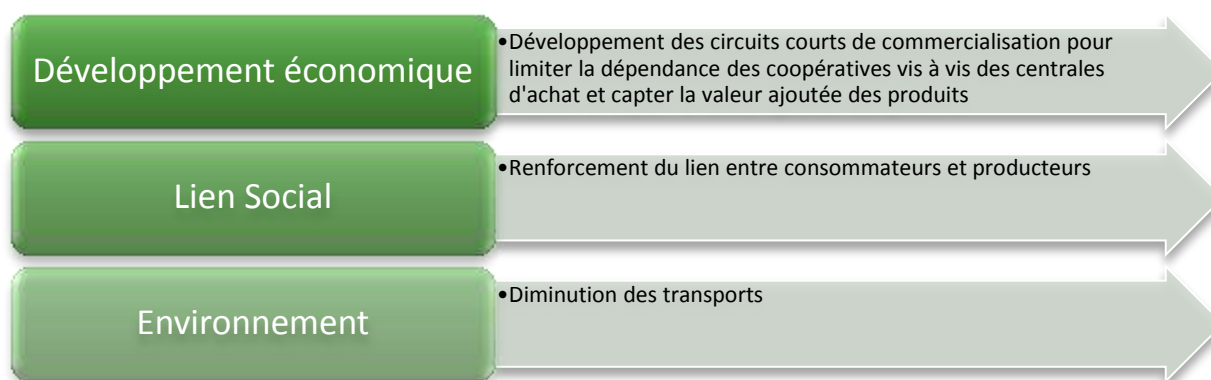 Développement économique
•Développement des circuits courts de commercialisation pour
limiter la dépendance des coopératives vis à vis des centrales
d'achat et capter la valeur ajoutée des produits
Lien Social
•Renforcement du lien entre consommateurs et producteurs
Environnement
•Diminution des transports